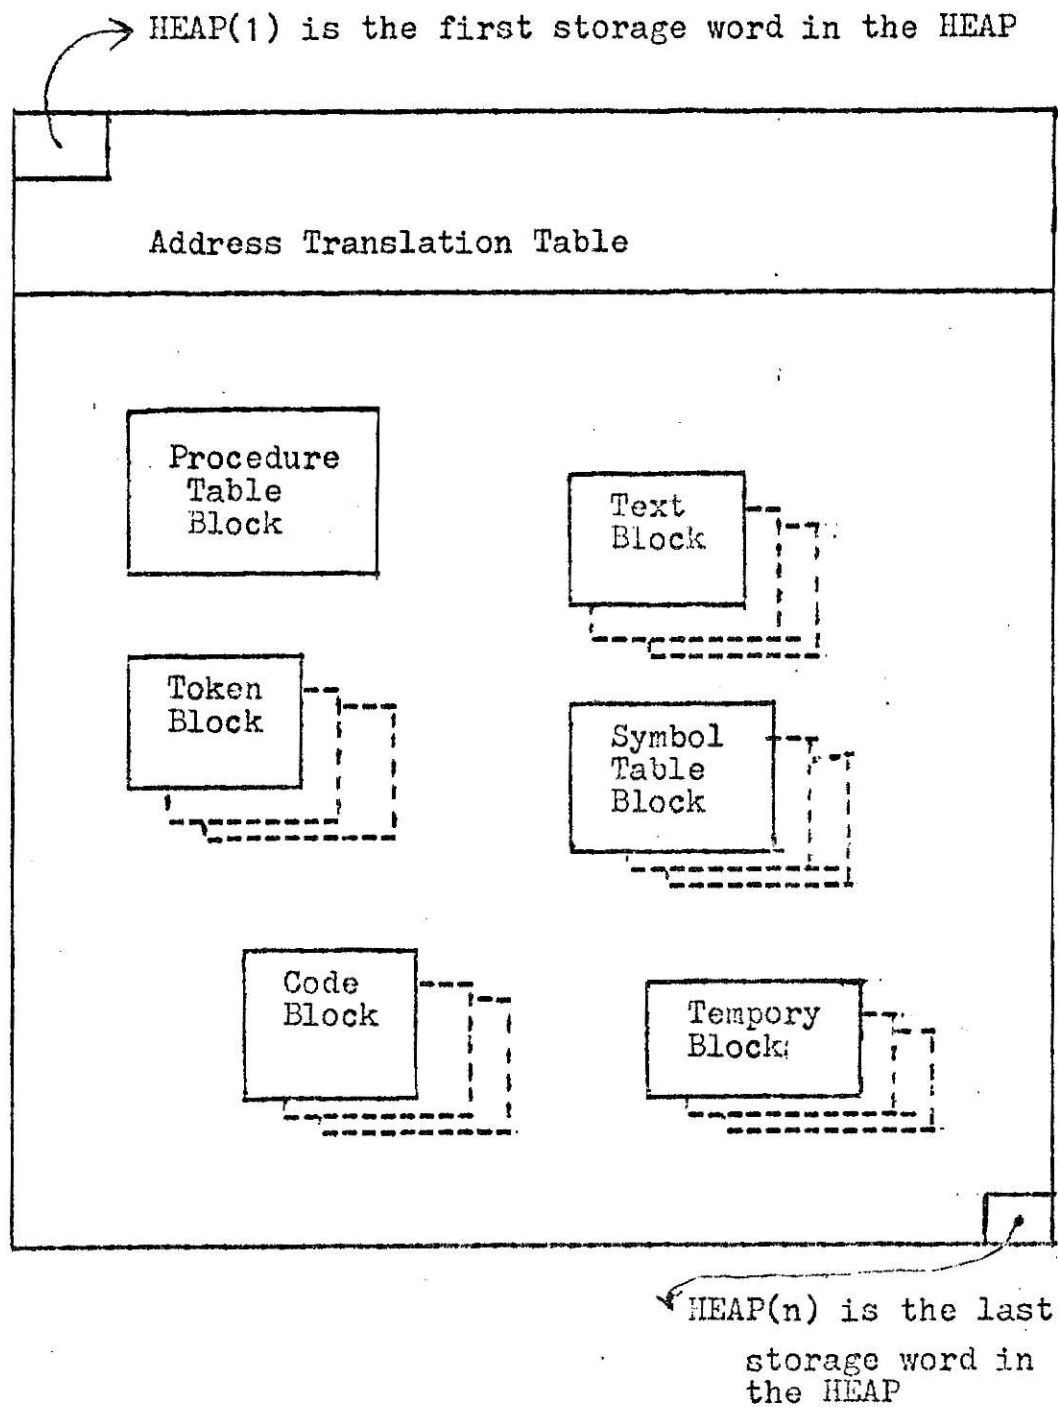 HEAP(1) is the first storage word in the HEAP
Address Translation Table
Procedure
Table
Block
Text
Block
Token
Block
Symbol
Table
Block
Code
Block
Tempory
Block
HEAP(n) is the last
storage word in
the HEAP